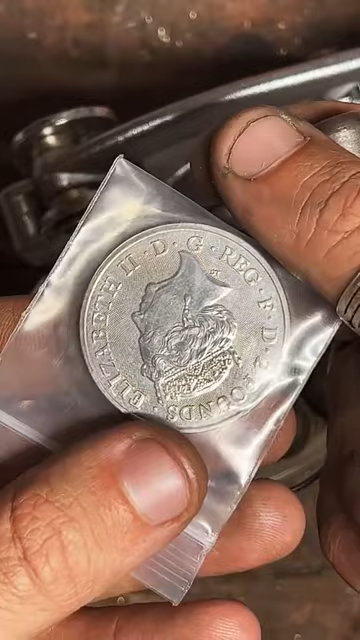 ELIZABETH II · D · G · REG · F · D · 2 POUNDS ·